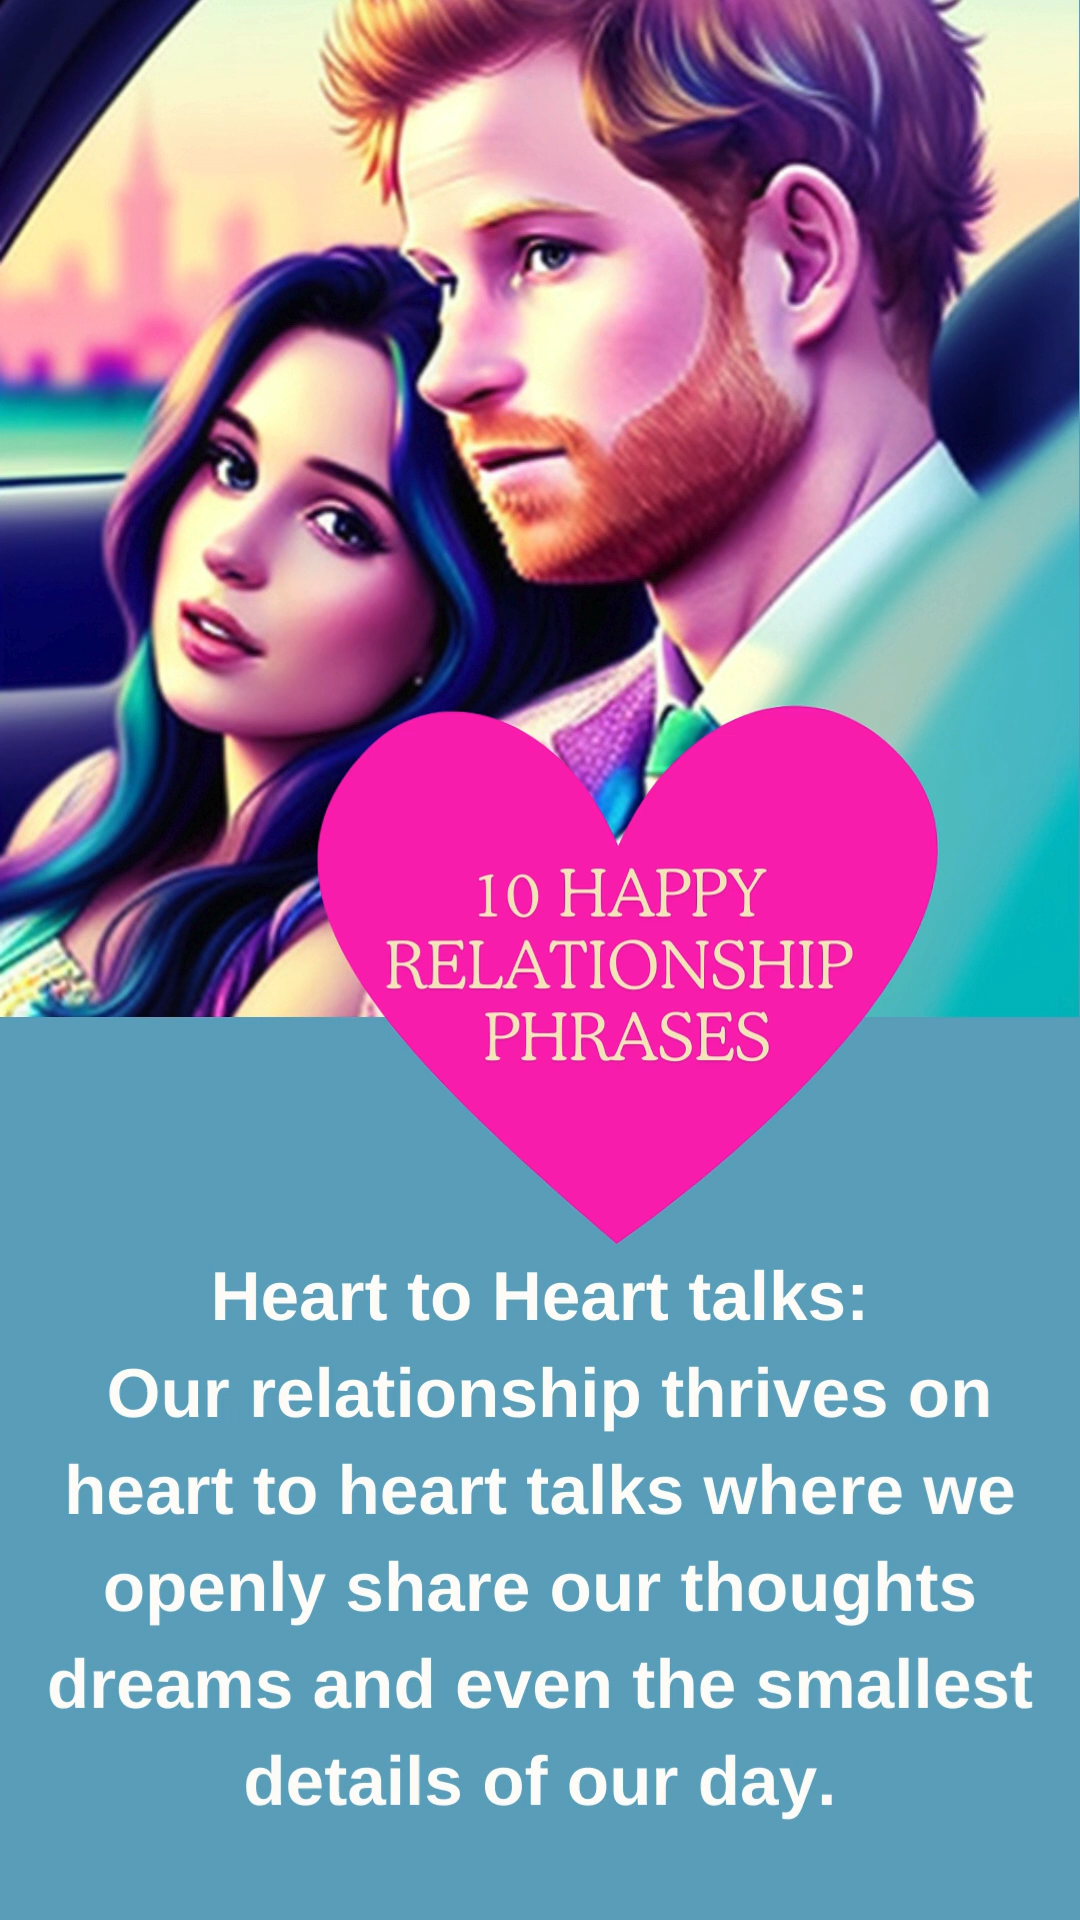 10 HAPPY
RELATIONSHIP
PHRASES
Heart to Heart talks:
Our relationship thrives on
heart to heart talks where we
openly share our thoughts
dreams and even the smallest
details of our day.